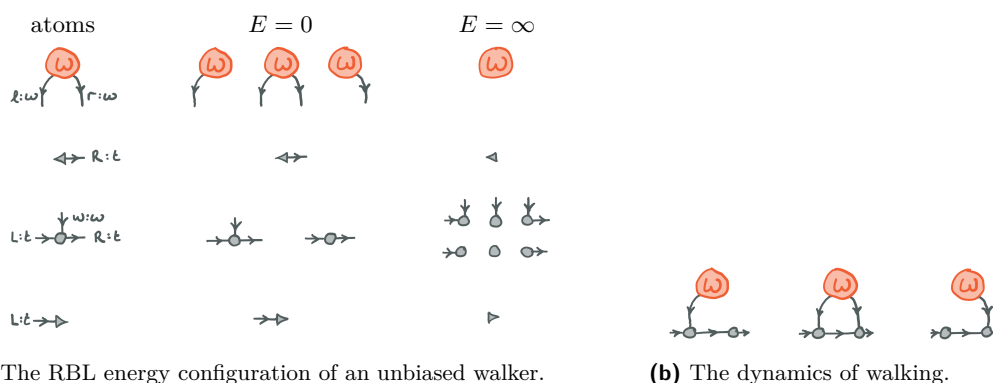 atoms E = 0 E = ∞
ω ω ω ω ω
l:ω r:ω
R:t
ω:ω
L:t R:t
ω ω ω
L:t
The RBL energy configuration of an unbiased walker. (b) The dynamics of walking.